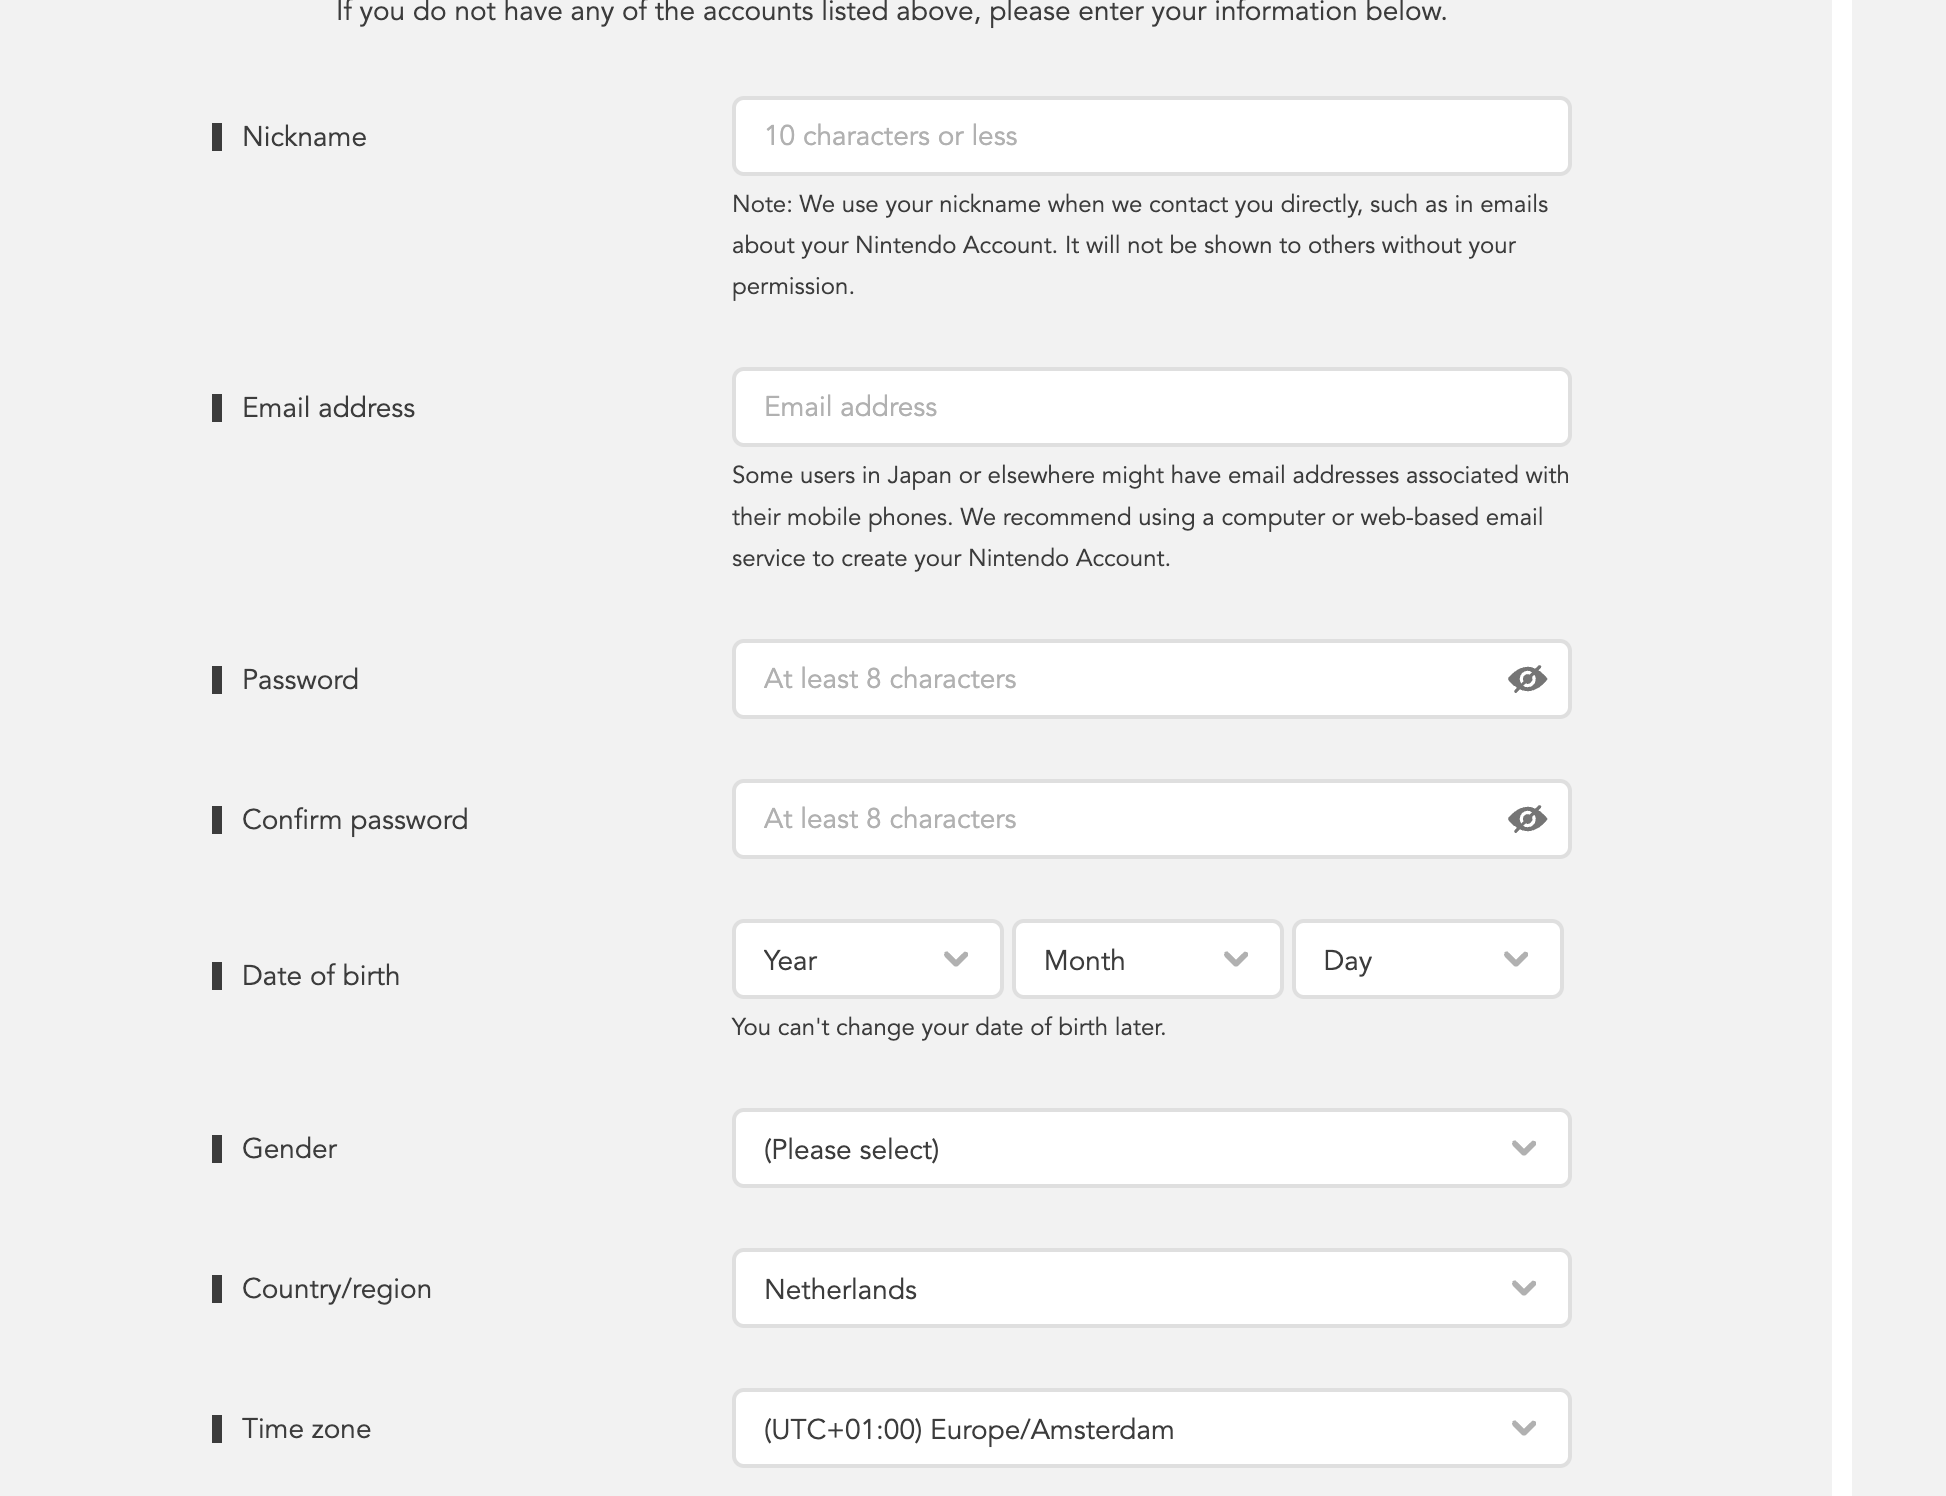 If you do not have any of the accounts listed above, please enter your information below.
Nickname
10 characters or less
Note: We use your nickname when we contact you directly, such as in emails
about your Nintendo Account. It will not be shown to others without your
permission.
Email address
Email address
Some users in Japan or elsewhere might have email addresses associated with
their mobile phones. We recommend using a computer or web-based email
service to create your Nintendo Account.
Password
At least 8 characters
Confirm password
At least 8 characters
Date of birth
Year Month Day
You can't change your date of birth later.
Gender
(Please select)
Country/region
Netherlands
Time zone
(UTC+01:00) Europe/Amsterdam